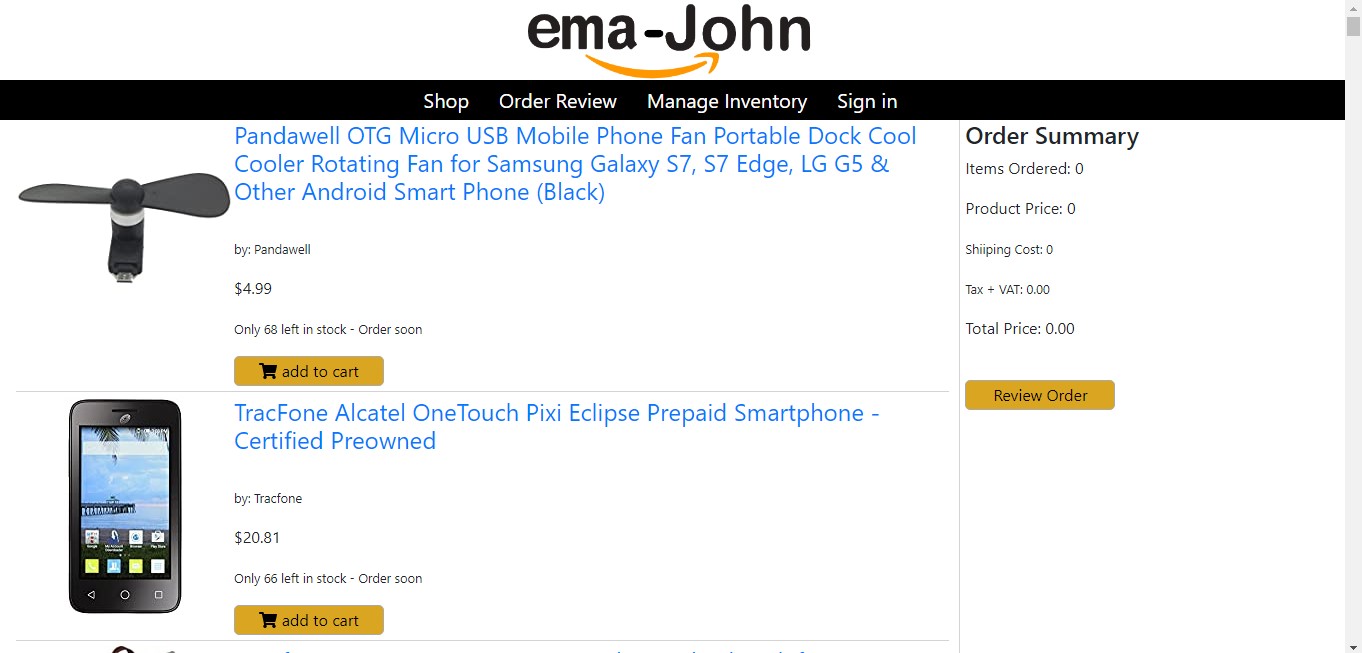 ema-John
Shop Order Review Manage Inventory Sign in
Pandawell OTG Micro USB Mobile Phone Fan Portable Dock Cool
Cooler Rotating Fan for Samsung Galaxy S7, S7 Edge, LG G5 &
Other Android Smart Phone (Black)
by: Pandawell
$4.99
Only 68 left in stock - Order soon
add to cart
TracFone Alcatel OneTouch Pixi Eclipse Prepaid Smartphone -
Certified Preowned
by: Tracfone
$20.81
Only 66 left in stock - Order soon
add to cart
Order Summary
Items Ordered: 0
Product Price: 0
Shiiping Cost: 0
Tax + VAT: 0.00
Total Price: 0.00
Review Order